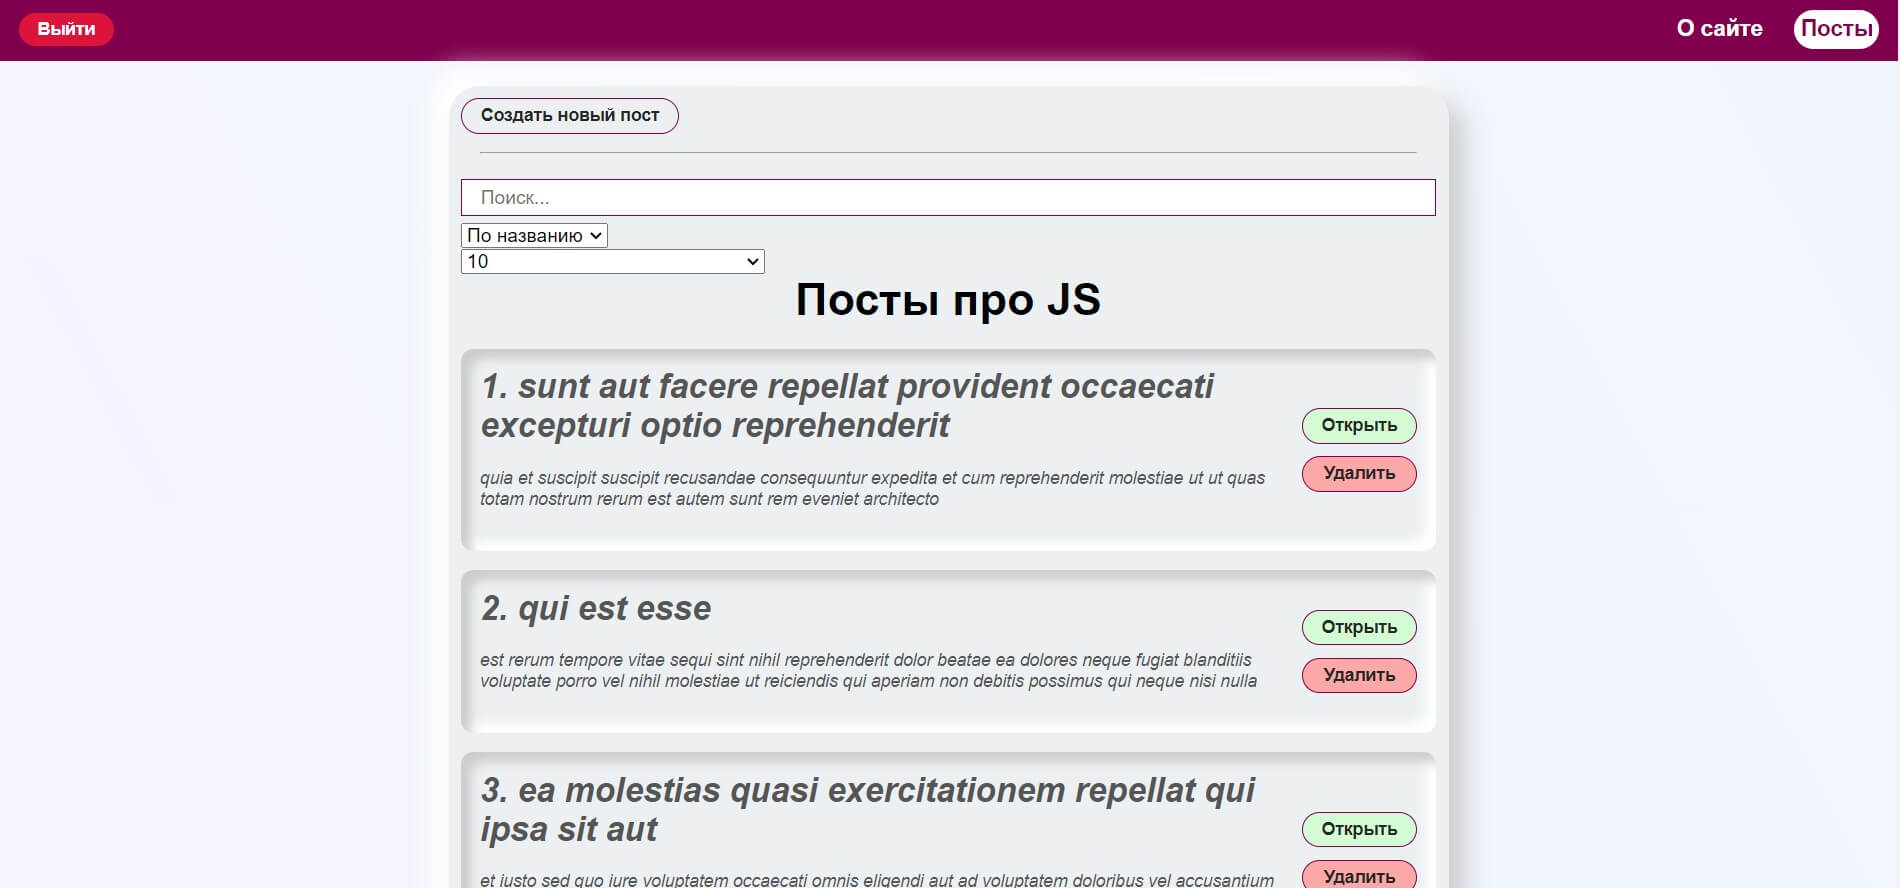 Выйти
О сайте
Посты
Создать новый пост
Поиск...
По названию
10
Посты про JS
1. sunt aut facere repellat provident occaecati
excepturi optio reprehenderit
quia et suscipit suscipit recusandae consequuntur expedita et cum reprehenderit molestiae ut ut quas
totam nostrum rerum est autem sunt rem eveniet architecto
Открыть
Удалить
2. qui est esse
est rerum tempore vitae sequi sint nihil reprehenderit dolor beatae ea dolores neque fugiat blanditiis
voluptate porro vel nihil molestiae ut reiciendis qui aperiam non debitis possimus qui neque nisi nulla
Открыть
Удалить
3. ea molestias quasi exercitationem repellat qui
ipsa sit aut
et iusto sed quo iure voluptatem occaecati omnis eligendi aut ad voluptatem doloribus vel accusantium
Открыть
Удалить